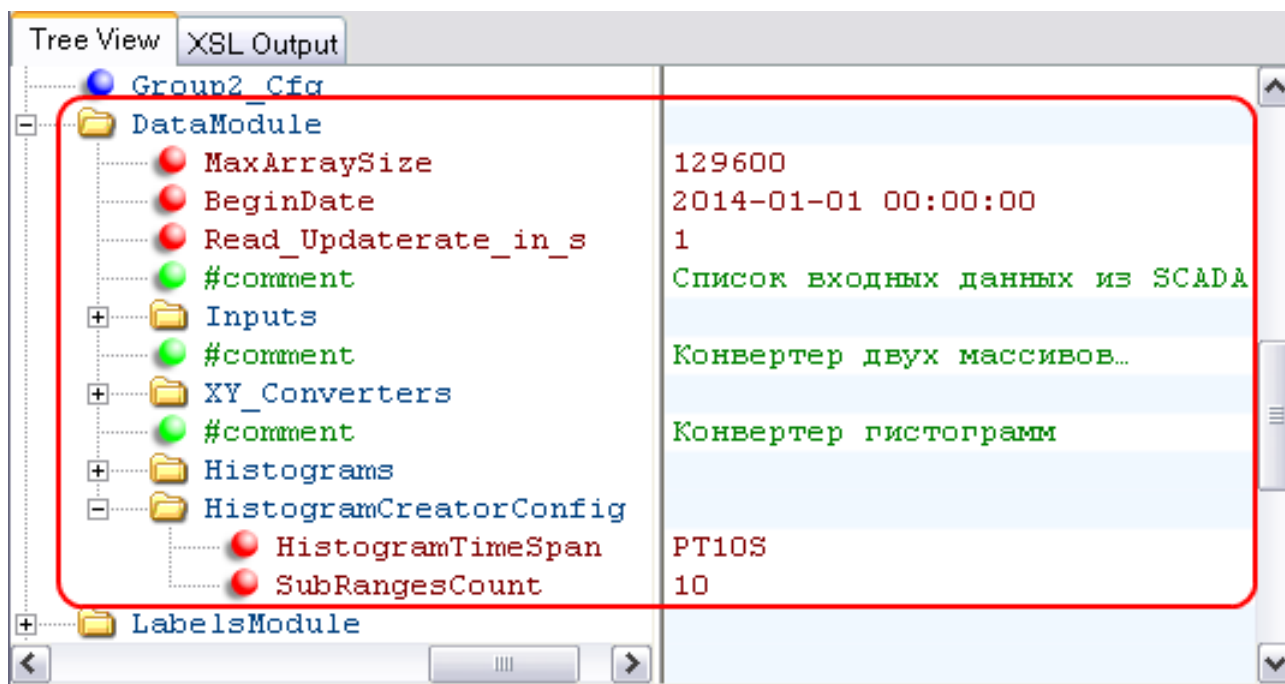 Tree View XSL Output
Group2_Cfg
DataModule
MaxArraySize 129600
BeginDate 2014-01-01 00:00:00
Read_Updaterate_in_s 1
#comment Список входных данных из SCADA
Inputs
#comment Конвертер двух массивов…
XY_Converters
#comment Конвертер гистограмм
Histograms
HistogramCreatorConfig
HistogramTimeSpan PT10S
SubRangesCount 10
LabelsModule